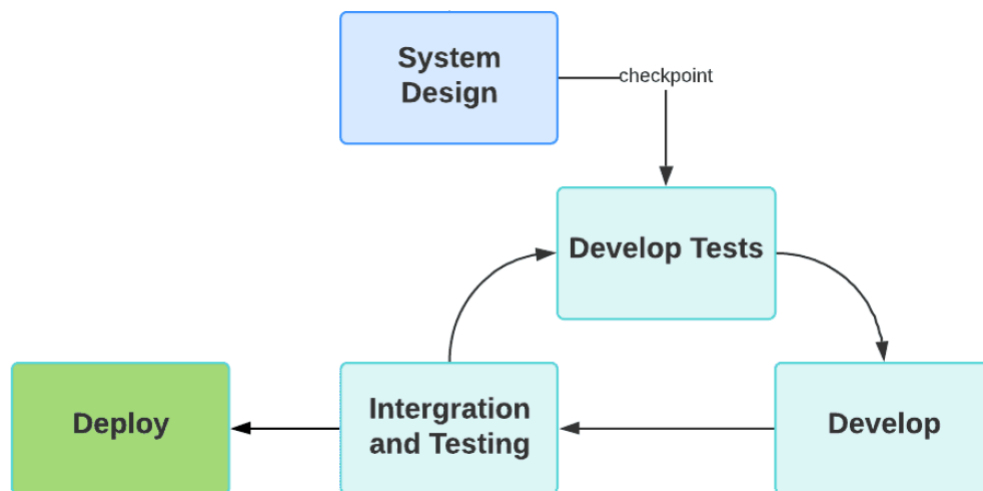 System
Design
checkpoint
Develop Tests
Deploy
Intergration
and Testing
Develop